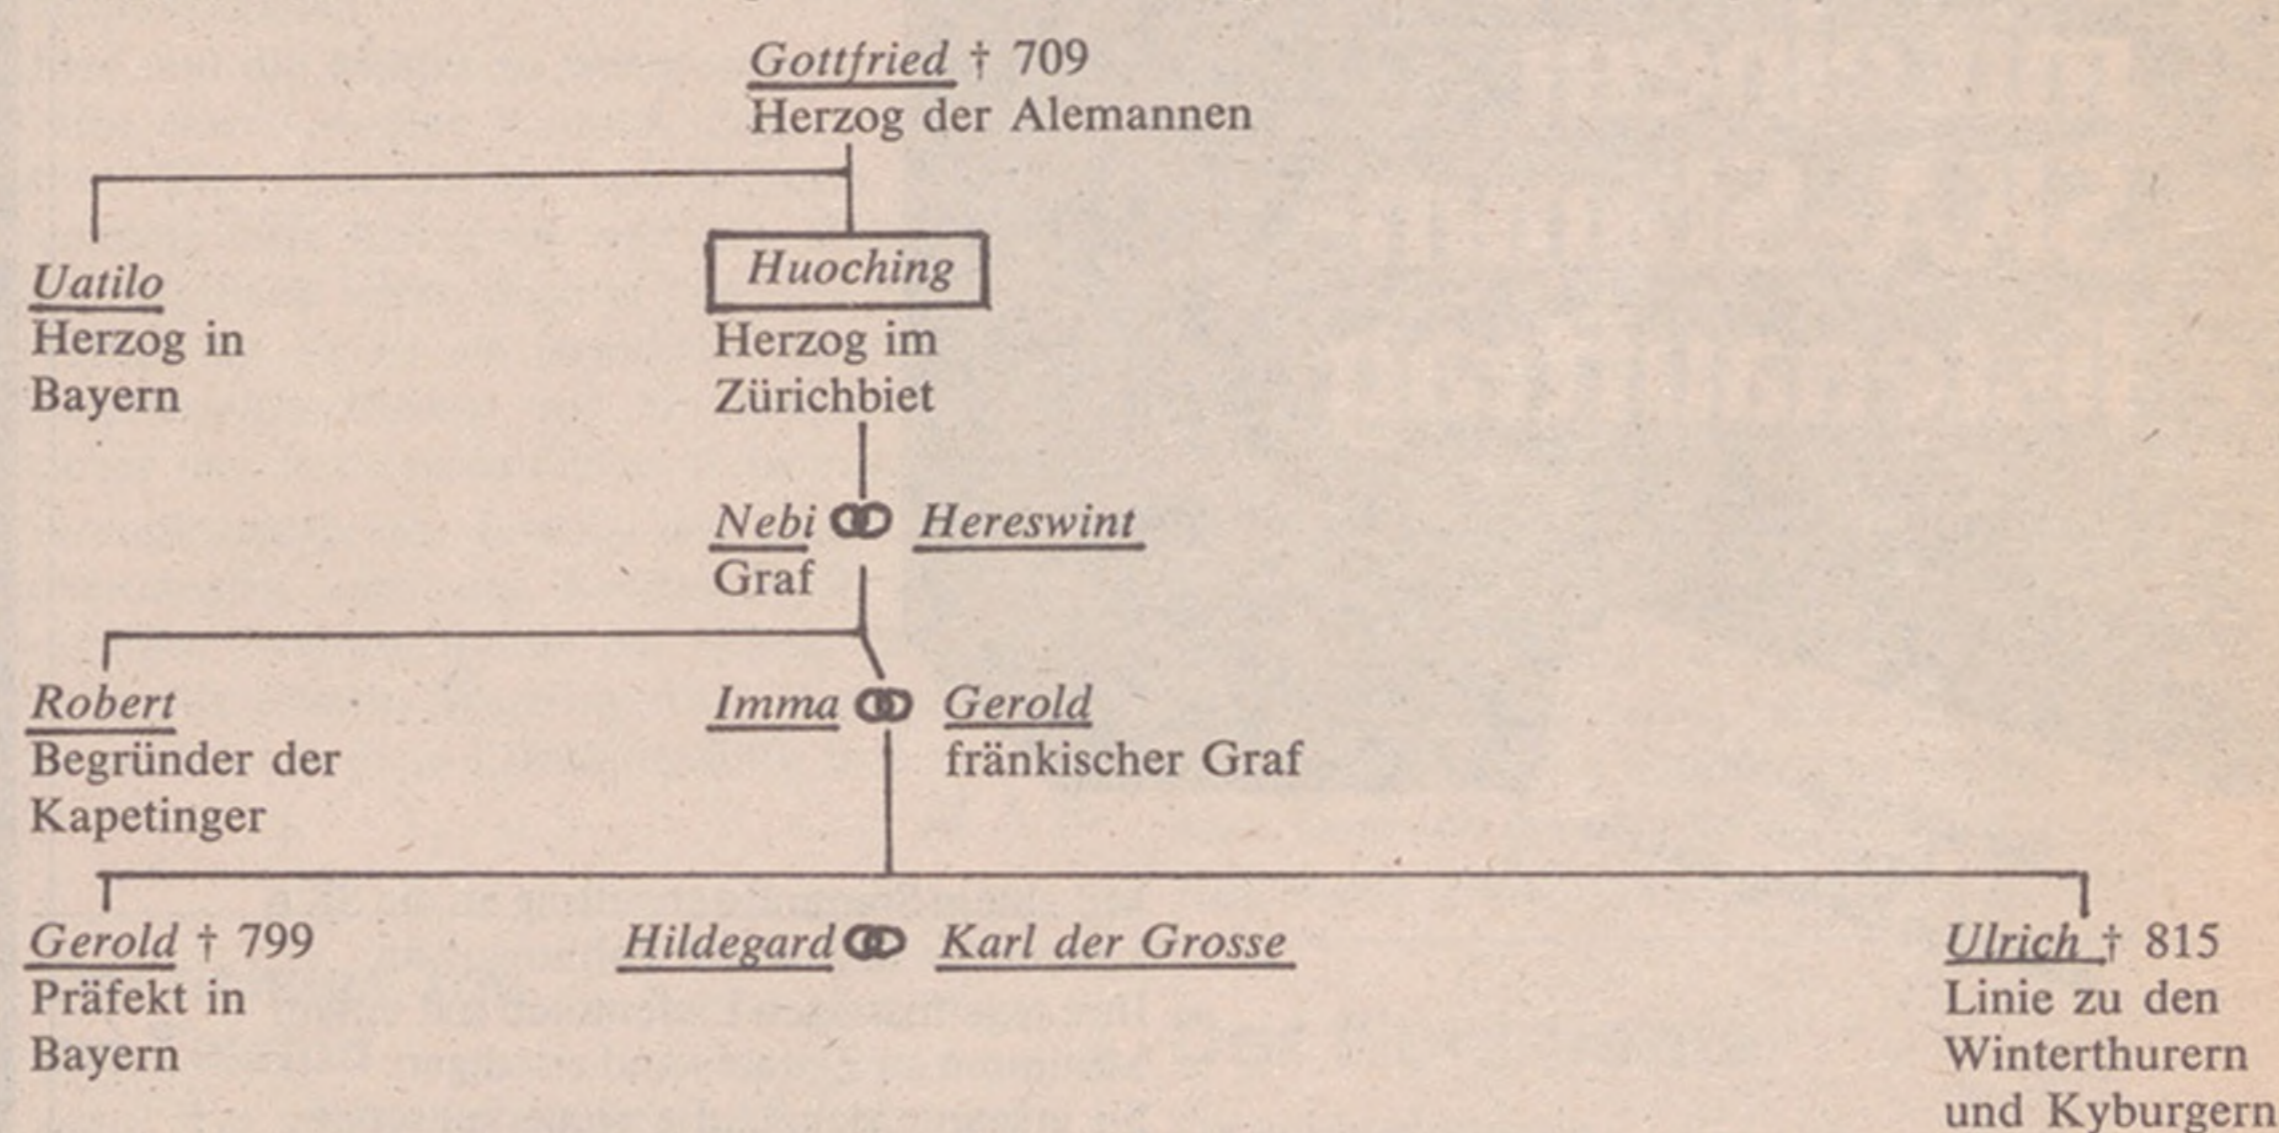 Gottfried † 709
Herzog der Alemannen
Uatilo
Herzog in
Bayern
Huoching
Herzog im
Zürichbiet
Nebi Hereswint
Graf
Robert
Begründer der
Kapetinger
Imma Gerold
fränkischer Graf
Gerold † 799
Präfekt in
Bayern
Hildegard Karl der Grosse
Ulrich † 815
Linie zu den
Winterthurern
und Kyburgern